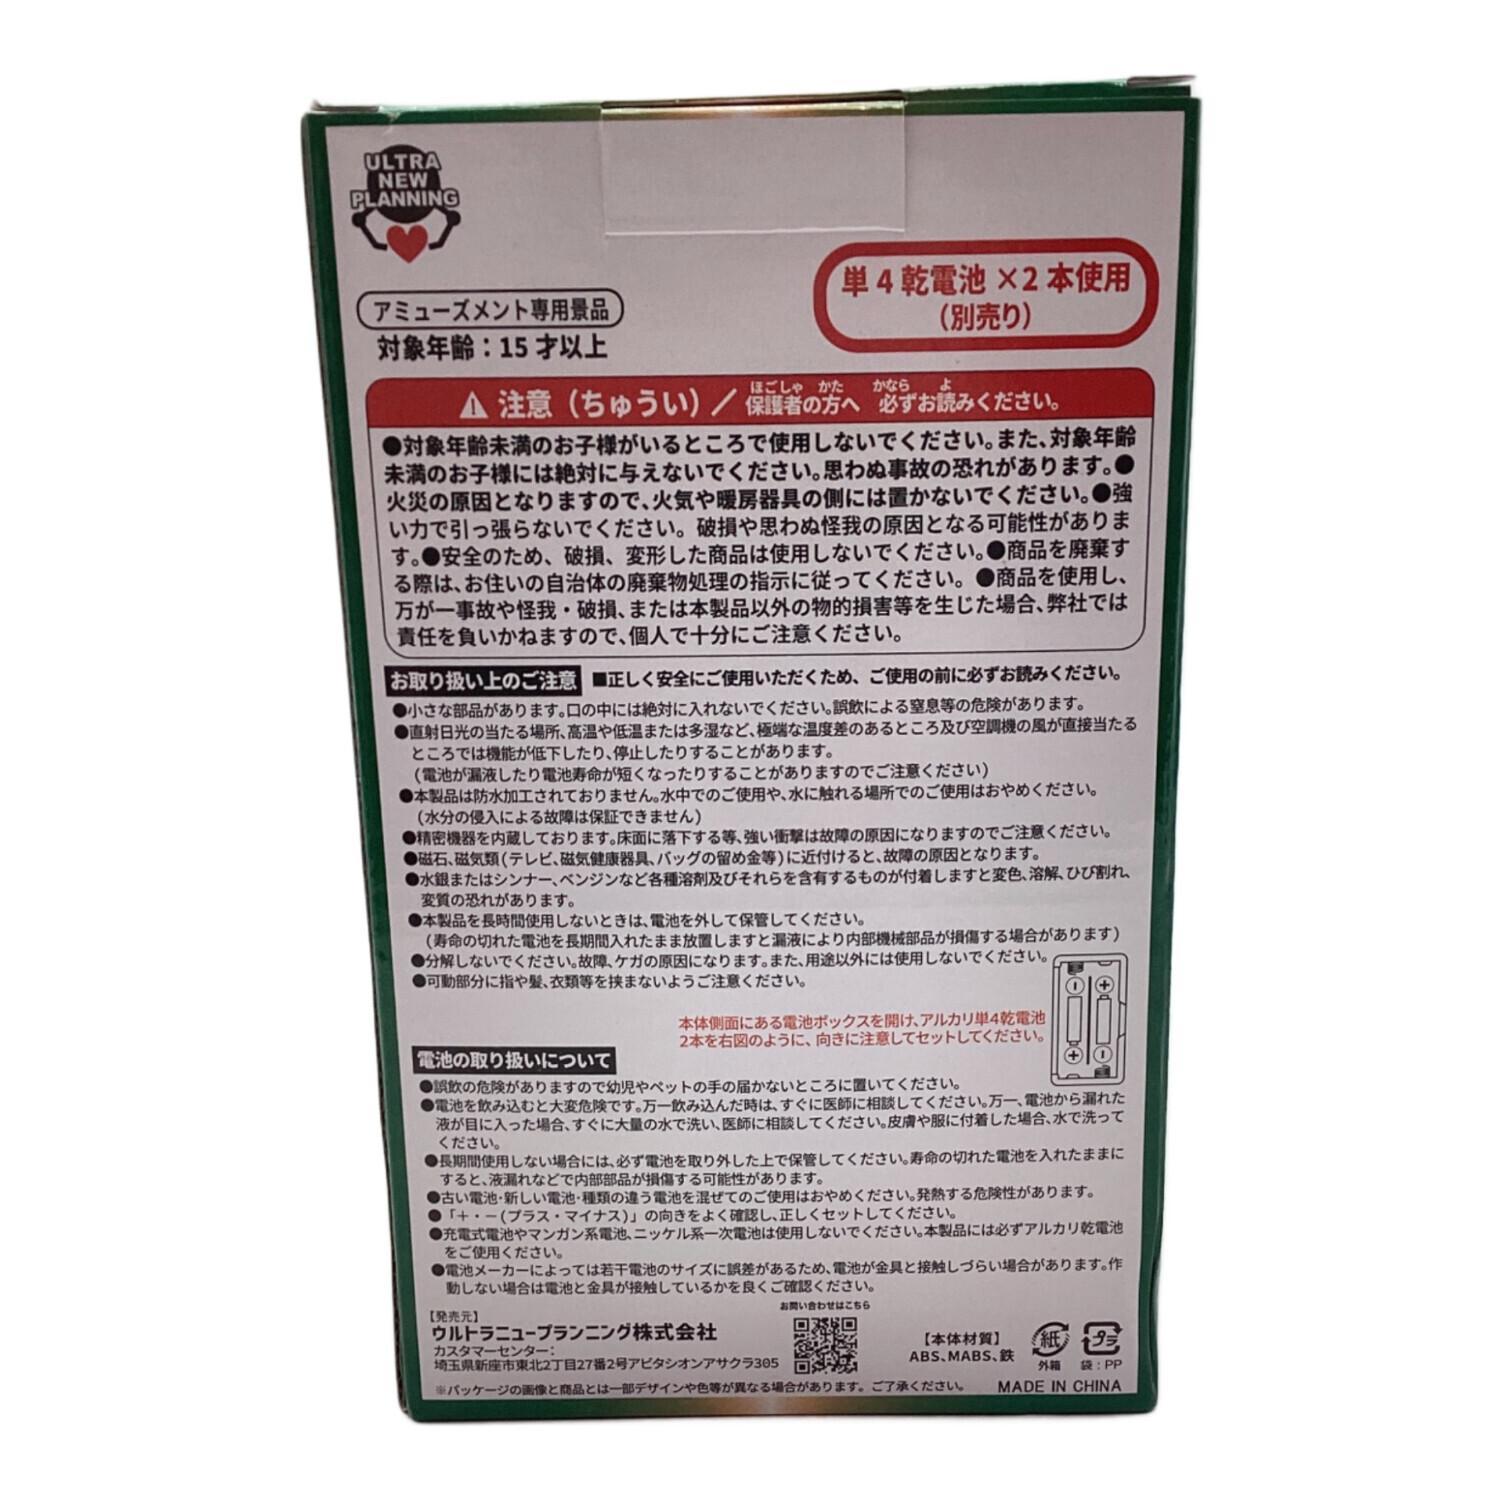 ULTRA
NEW
PLANNING
単4乾電池×2本使用
(別売り)
アミューズメント専用景品
対象年齢：15才以上
⚠注意（ちゅうい）／保護者の方へ 必ずお読みください。
ほごしゃ かた かなら よ
●対象年齢未満のお子様がいるところで使用しないでください。また、対象年齢
未満のお子様には絶対に与えないでください。思わぬ事故の恐れがあります。●
火災の原因となりますので、火気や暖房器具の側には置かないでください。●強
い力で引っ張らないでください。破損や思わぬ怪我の原因となる可能性がありま
す。●安全のため、破損、変形した商品は使用しないでください。●商品を廃棄す
る際は、お住いの自治体の廃棄物処理の指示に従ってください。●商品を使用し、
万が一事故や怪我・破損、または本製品以外の物的損害等を生じた場合、弊社では
責任を負いかねますので、個人で十分にご注意ください。
お取り扱い上のご注意 ■正しく安全にご使用いただくため、ご使用の前に必ずお読みください。
●小さな部品があります。口の中には絶対に入れないでください。誤飲による窒息等の危険があります。
●直射日光の当たる場所、高温や低温または多湿など、極端な温度差のあるところ及び空調機の風が直接当たる
ところでは機能が低下したり、停止したりすることがあります。
（電池が漏液したり電池寿命が短くなったりすることがありますのでご注意ください）
●本製品は防水加工されておりません。水中でのご使用や、水に触れる場所でのご使用はおやめください。
（水分の侵入による故障は保証できません）
●精密機器を内蔵しております。床面に落下する等、強い衝撃は故障の原因になりますのでご注意ください。
●磁石、磁気類(テレビ、磁気健康器具、バッグの留め金等)に近付けると、故障の原因となります。
●水銀またはシンナー、ベンジンなど各種溶剤及びそれらを含有するものが付着しますと変色、溶解、ひび割れ、
変質の恐れがあります。
●本製品を長時間使用しないときは、電池を外して保管してください。
（寿命の切れた電池を長期間入れたまま放置しますと漏液により内部機械部品が損傷する場合があります）
●分解しないでください。故障、ケガの原因になります。また、用途以外には使用しないでください。
●可動部分に指や髪、衣類等を挟まないようご注意ください。
本体側面にある電池ボックスを開け、アルカリ単4乾電池
2本を右図のように、向きに注意してセットしてください。
電池の取り扱いについて
●誤飲の危険がありますので幼児やペットの手の届かないところに置いてください。
●電池を飲み込むと大変危険です。万一飲み込んだ時は、すぐに医師に相談してください。万一、電池から漏れた
液が目に入った場合、すぐに大量の水で洗い、医師に相談してください。皮膚や服に付着した場合、水で洗って
ください。
●長期間使用しない場合には、必ず電池を取り外した上で保管してください。寿命の切れた電池を入れたままに
すると、液漏れなどで内部部品が損傷する可能性があります。
●古い電池・新しい電池・種類の違う電池を混ぜてのご使用はおやめください。発熱する危険性があります。
●「＋・－(プラス・マイナス)」の向きをよく確認し、正しくセットしてください。
●充電式電池やマンガン系電池、ニッケル系一次電池は使用しないでください。本製品には必ずアルカリ乾電池
をご使用ください。
●電池メーカーによっては若干電池のサイズに誤差があるため、電池が金具と接触しづらい場合があります。作
動しない場合は電池と金具が接触しているかを良くご確認ください。
【発売元】
ウルトラニュープランニング株式会社
カスタマーセンター：
埼玉県新座市東北2丁目27番2号アビタシオンアサクラ305
お問い合わせはこちら
【本体材質】
ABS、MABS、鉄
紙
外箱
プラ
袋：PP
※パッケージの画像と商品とは一部デザインや色等が異なる場合があります。ご了承ください。
MADE IN CHINA